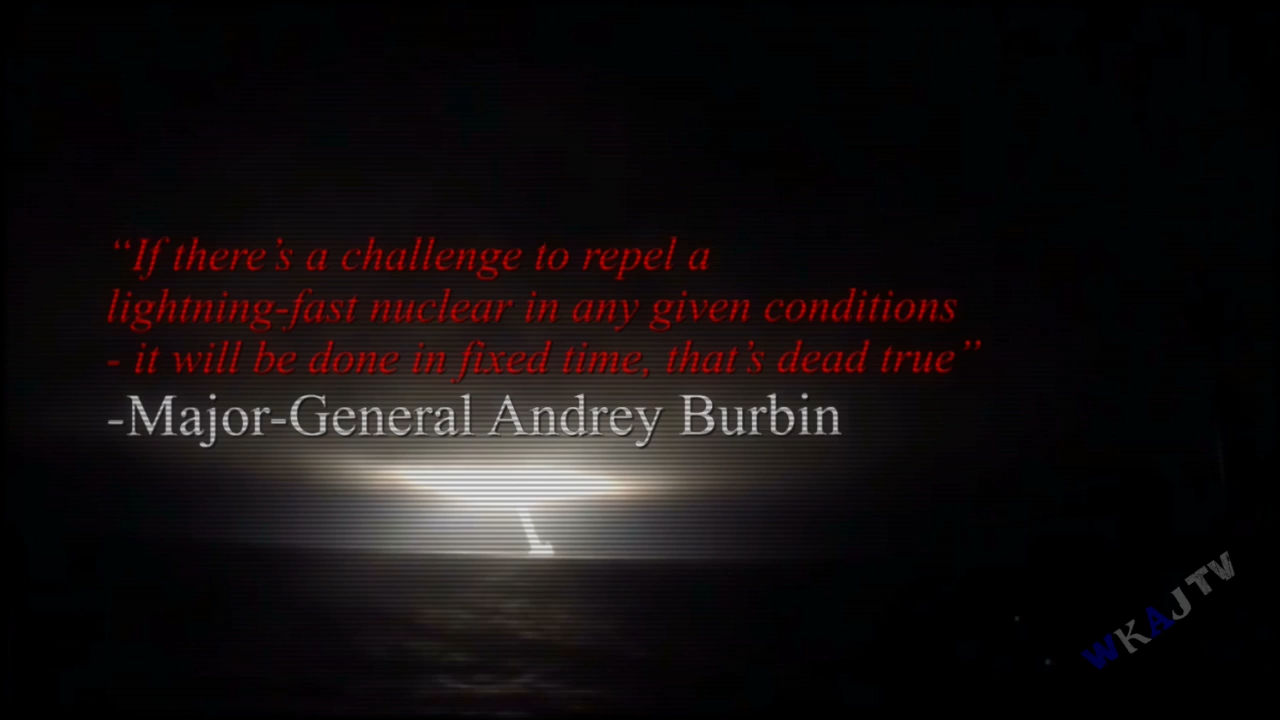 “If there’s a challenge to repel a
lightning-fast nuclear in any given conditions
- it will be done in fixed time, that’s dead true”
-Major-General Andrey Burbin
WKAJTV